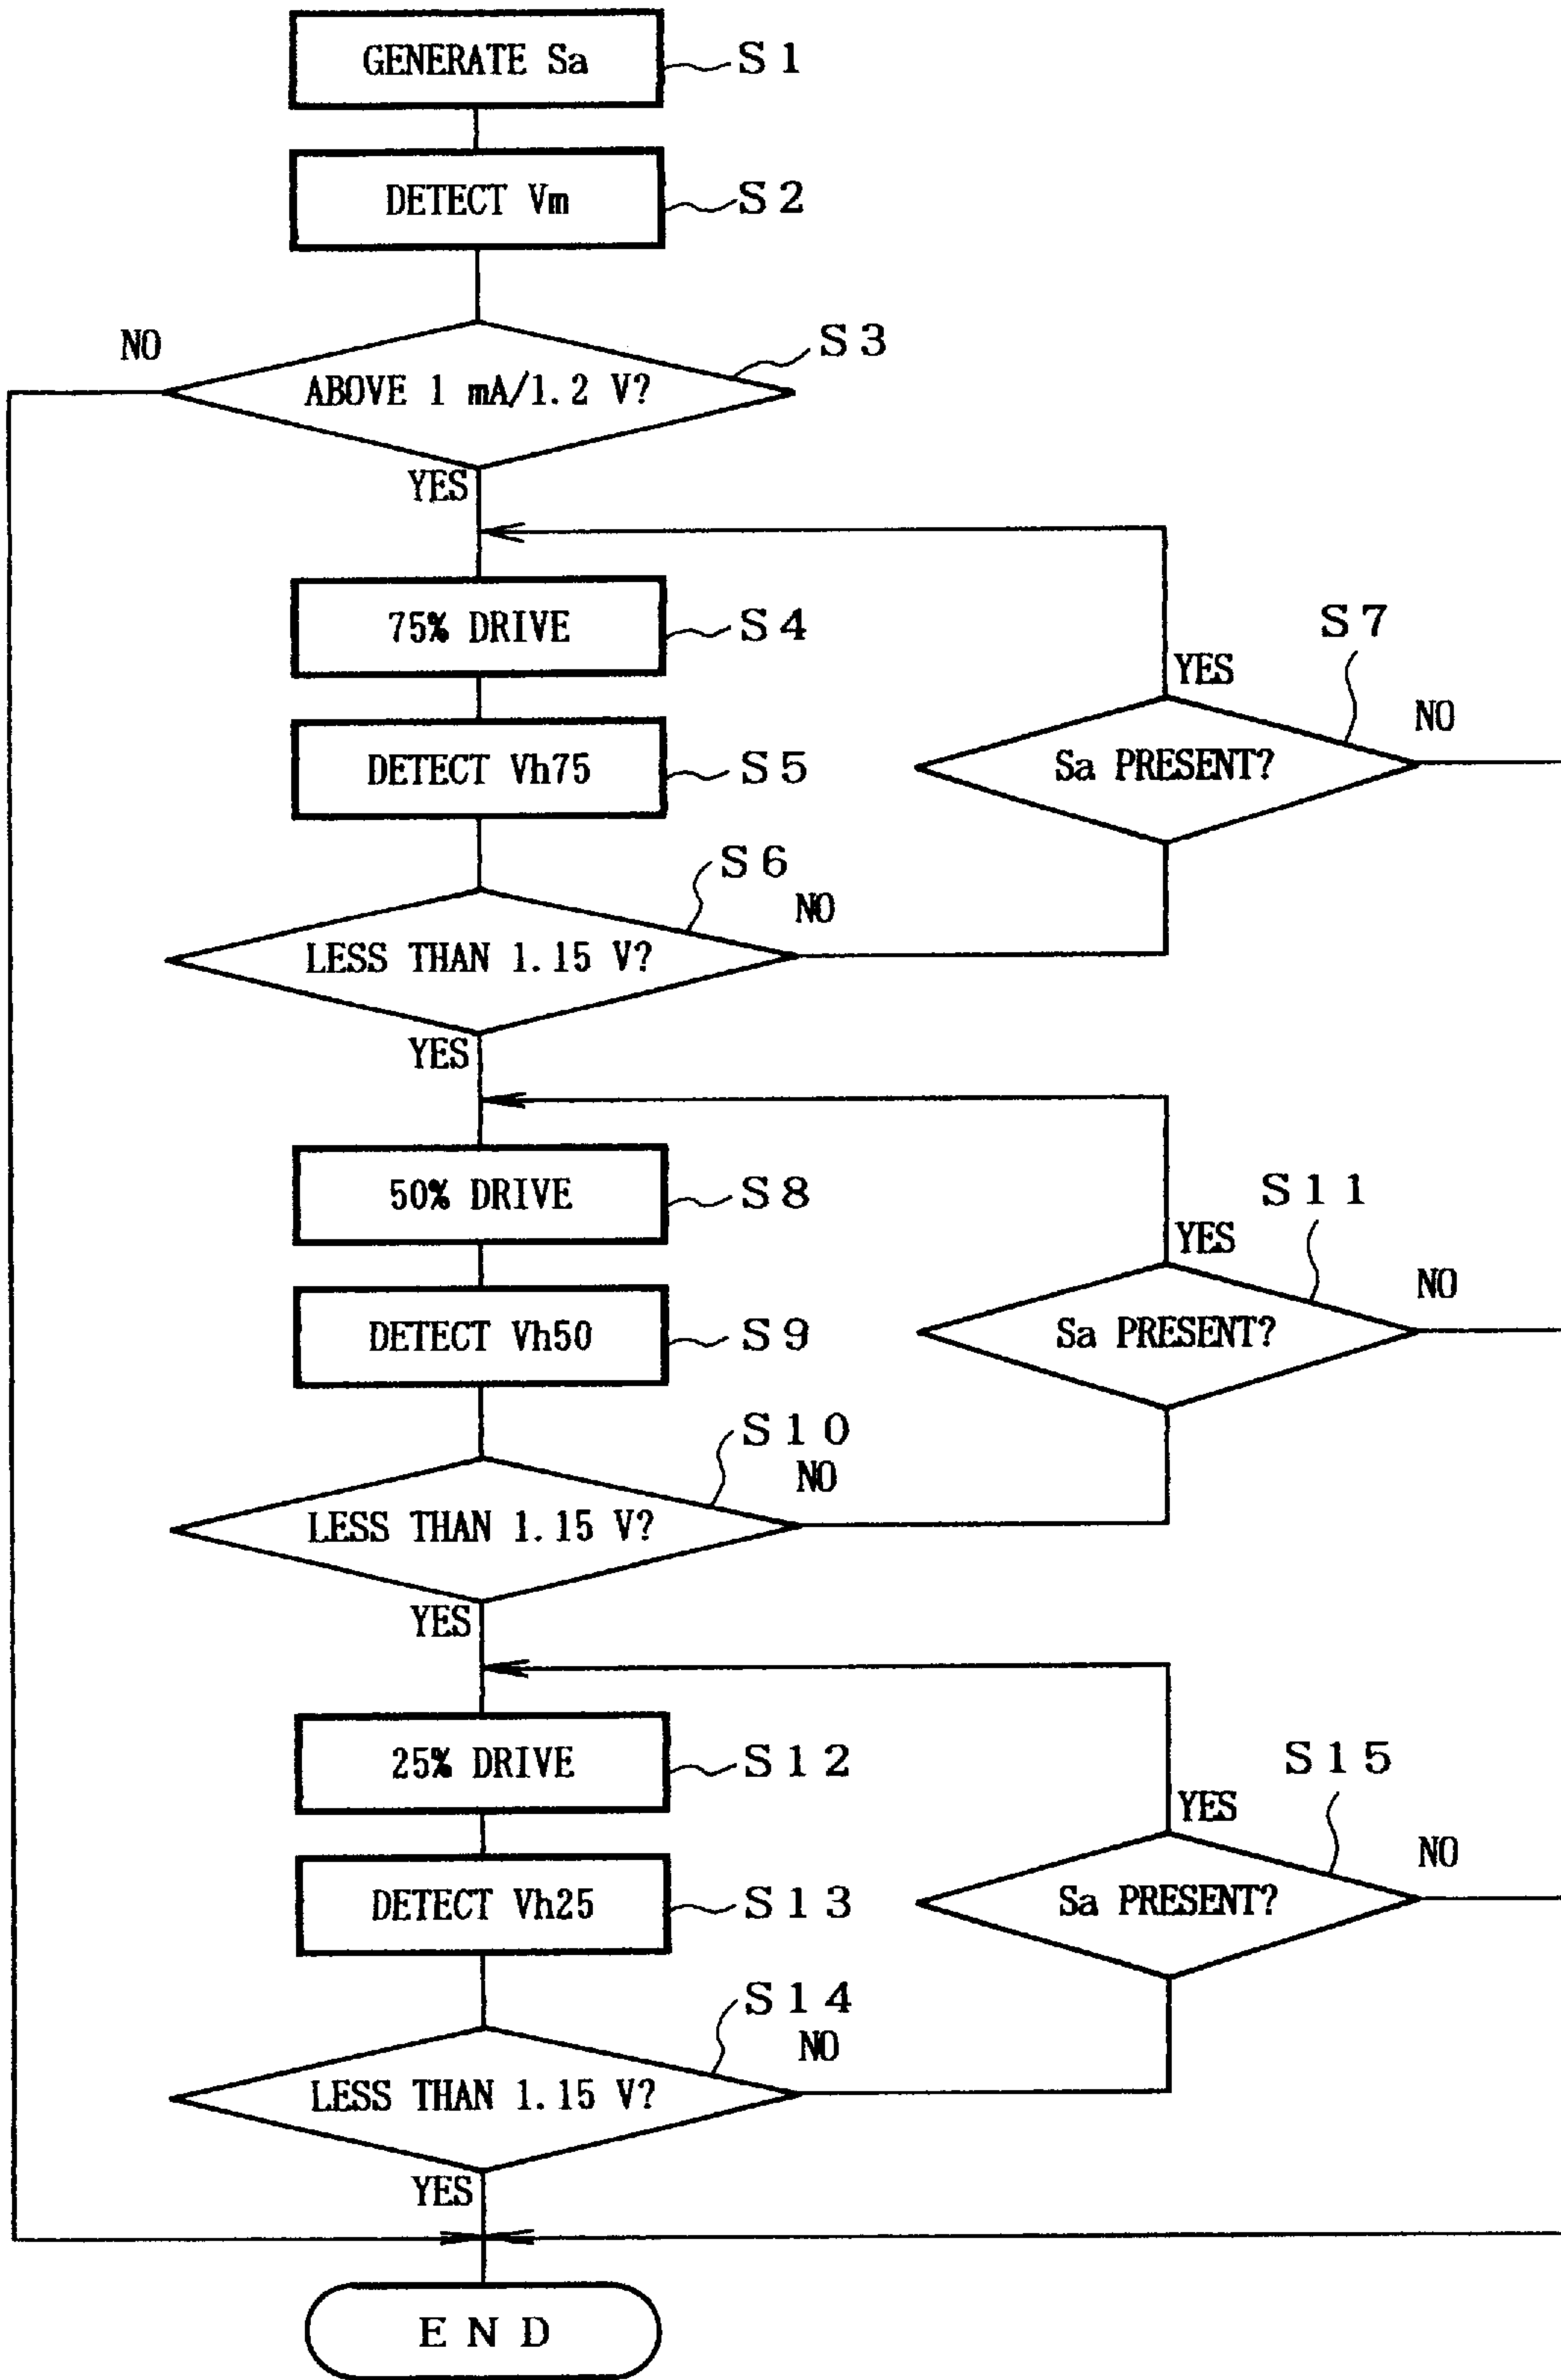 GENERATE Sa
S1
DETECT Vm
S2
NO
S3
ABOVE 1 mA/1.2 V?
YES
75% DRIVE
S4
S7
YES
NO
DETECT Vh75
S5
Sa PRESENT?
S6
NO
LESS THAN 1.15 V?
YES
50% DRIVE
S8
S11
YES
NO
DETECT Vh50
S9
Sa PRESENT?
S10
NO
LESS THAN 1.15 V?
YES
25% DRIVE
S12
S15
YES
NO
DETECT Vh25
S13
Sa PRESENT?
S14
NO
LESS THAN 1.15 V?
YES
END